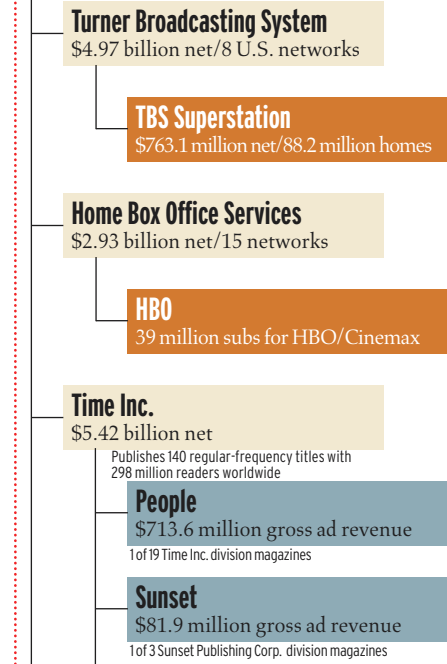 Turner Broadcasting System
$4.97 billion net/8 U.S. networks
TBS Superstation
$763.1 million net/88.2 million homes
Home Box Office Services
$2.93 billion net/15 networks
HBO
39 million subs for HBO/Cinemax
Time Inc.
$5.42 billion net
Publishes 140 regular-frequency titles with
298 million readers worldwide
People
$713.6 million gross ad revenue
1 of 19 Time Inc. division magazines
Sunset
$81.9 million gross ad revenue
1 of 3 Sunset Publishing Corp. division magazines